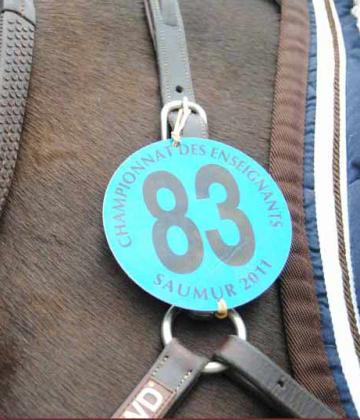 CHAMPIONNAT DES ENSEIGNANTS
83
SAUMUR 2011